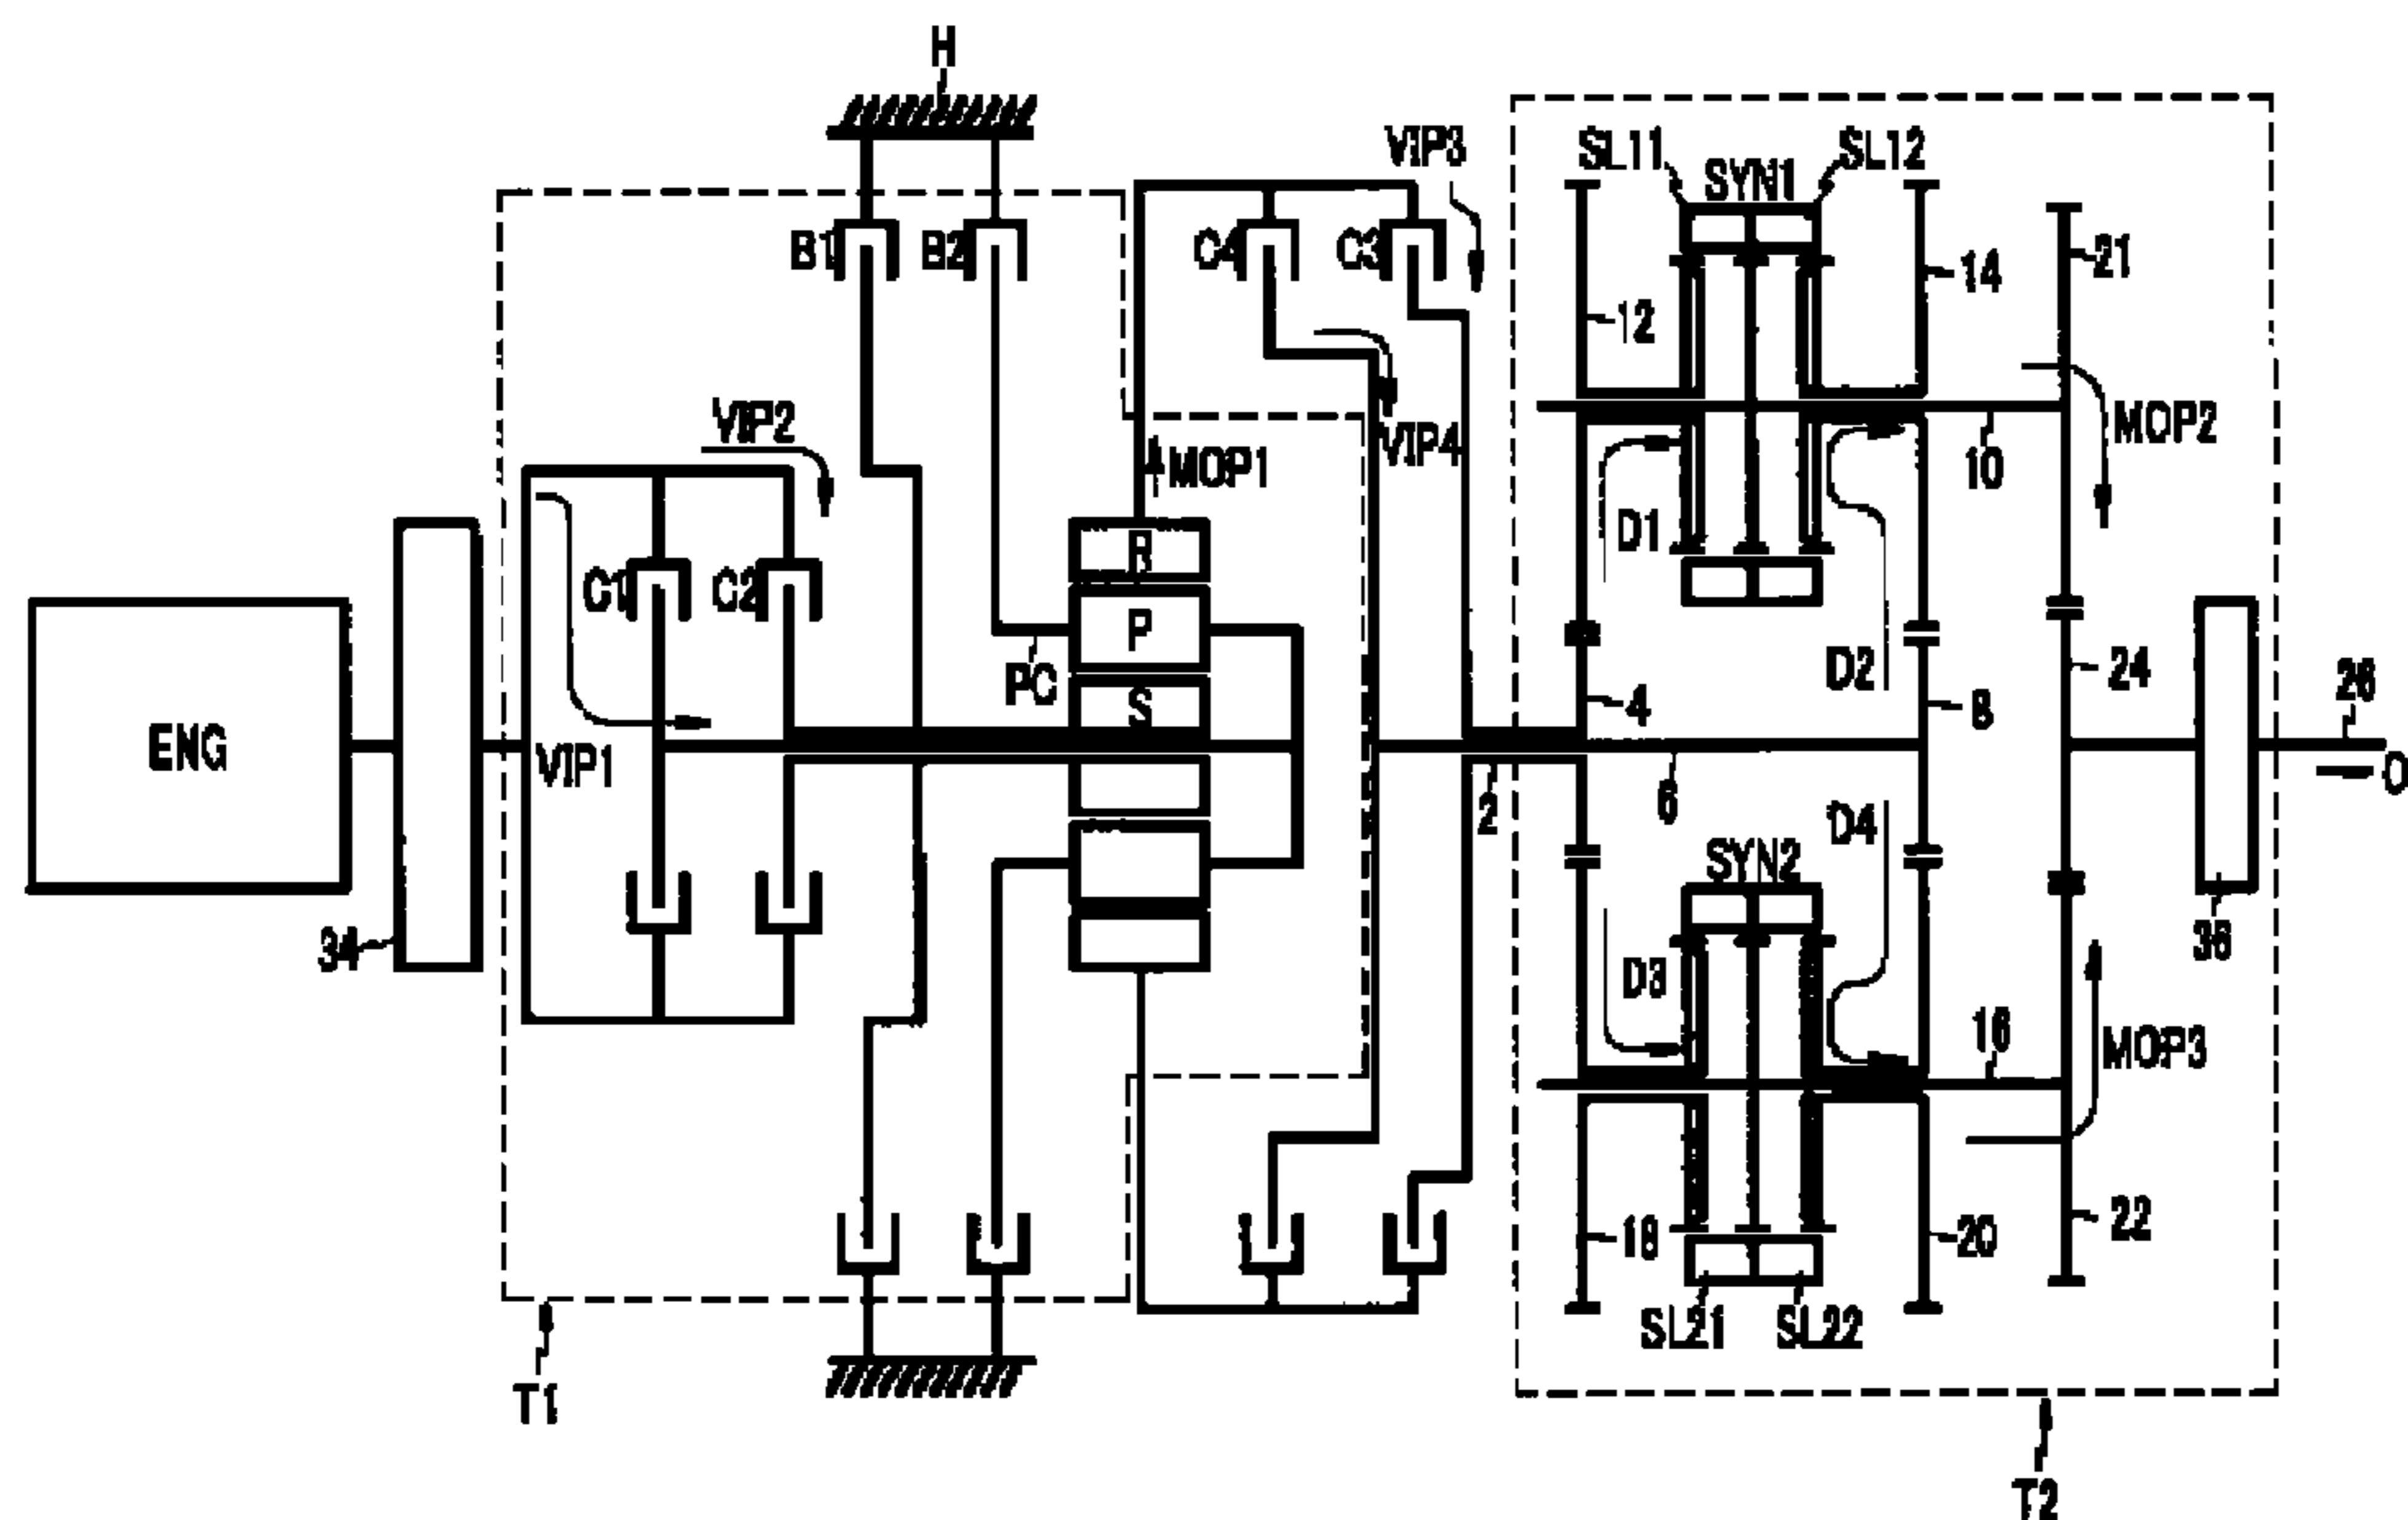 H
VIP3
SL11
SYN1
SL12
B1
B2
C4
C3
14
21
12
VIP2
MOP1
VIP4
10
MOP2
D1
R
C1
C2
P
PC
D2
24
26
S
4
8
ENG
VIP1
2
6
D4
O
SYN2
34
D3
36
16
MOP3
18
20
22
SL21
SL22
T1
T2